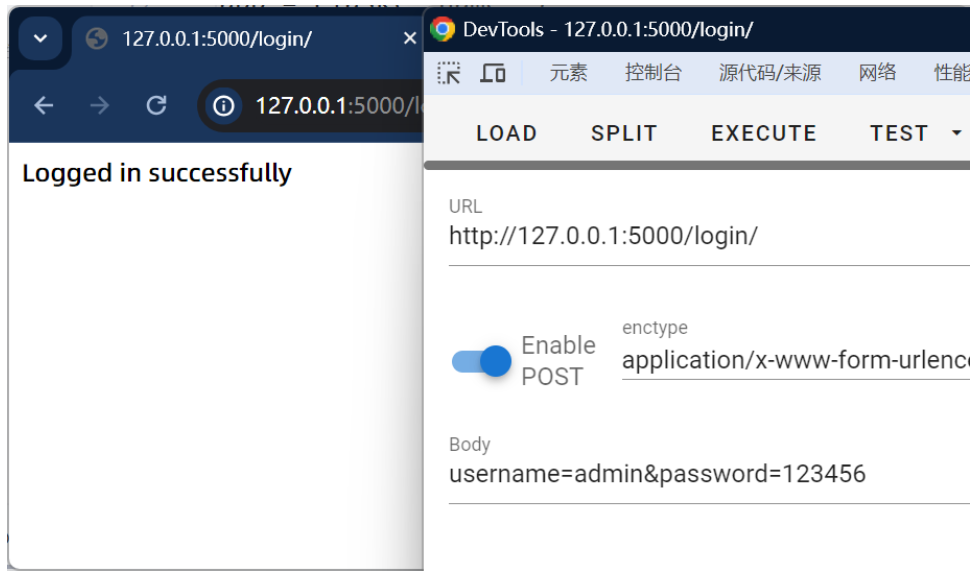 127.0.0.1:5000/login/
127.0.0.1:5000/l
Logged in successfully
DevTools - 127.0.0.1:5000/login/
元素 控制台 源代码/来源 网络 性能
LOAD SPLIT EXECUTE TEST
URL
http://127.0.0.1:5000/login/
Enable
POST
enctype
application/x-www-form-urlenc
Body
username=admin&password=123456